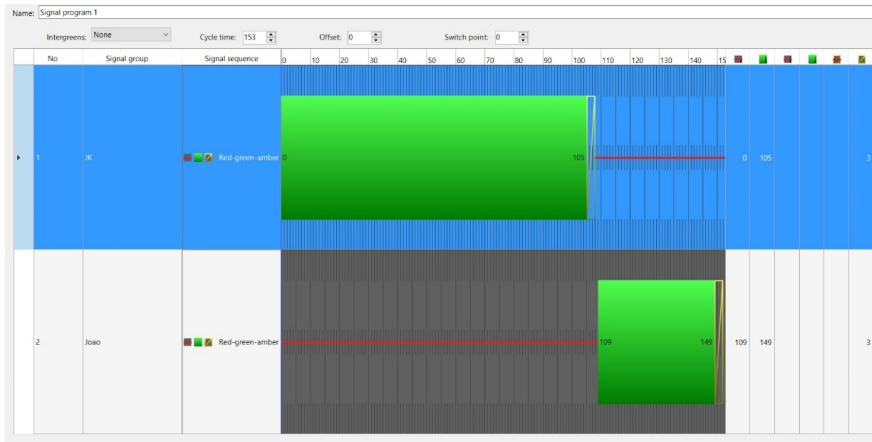 Name: Signal program 1
Intergreens: None Cycle time: 153 Offset: 0 Switch point: 0
No Signal group Signal sequence 0 10 20 30 40 50 60 70 80 90 100 110 120 130 140 15
1 JK Red-green-amber 0 105 0 105 3
2 Joao Red-green-amber 109 149 109 149 3